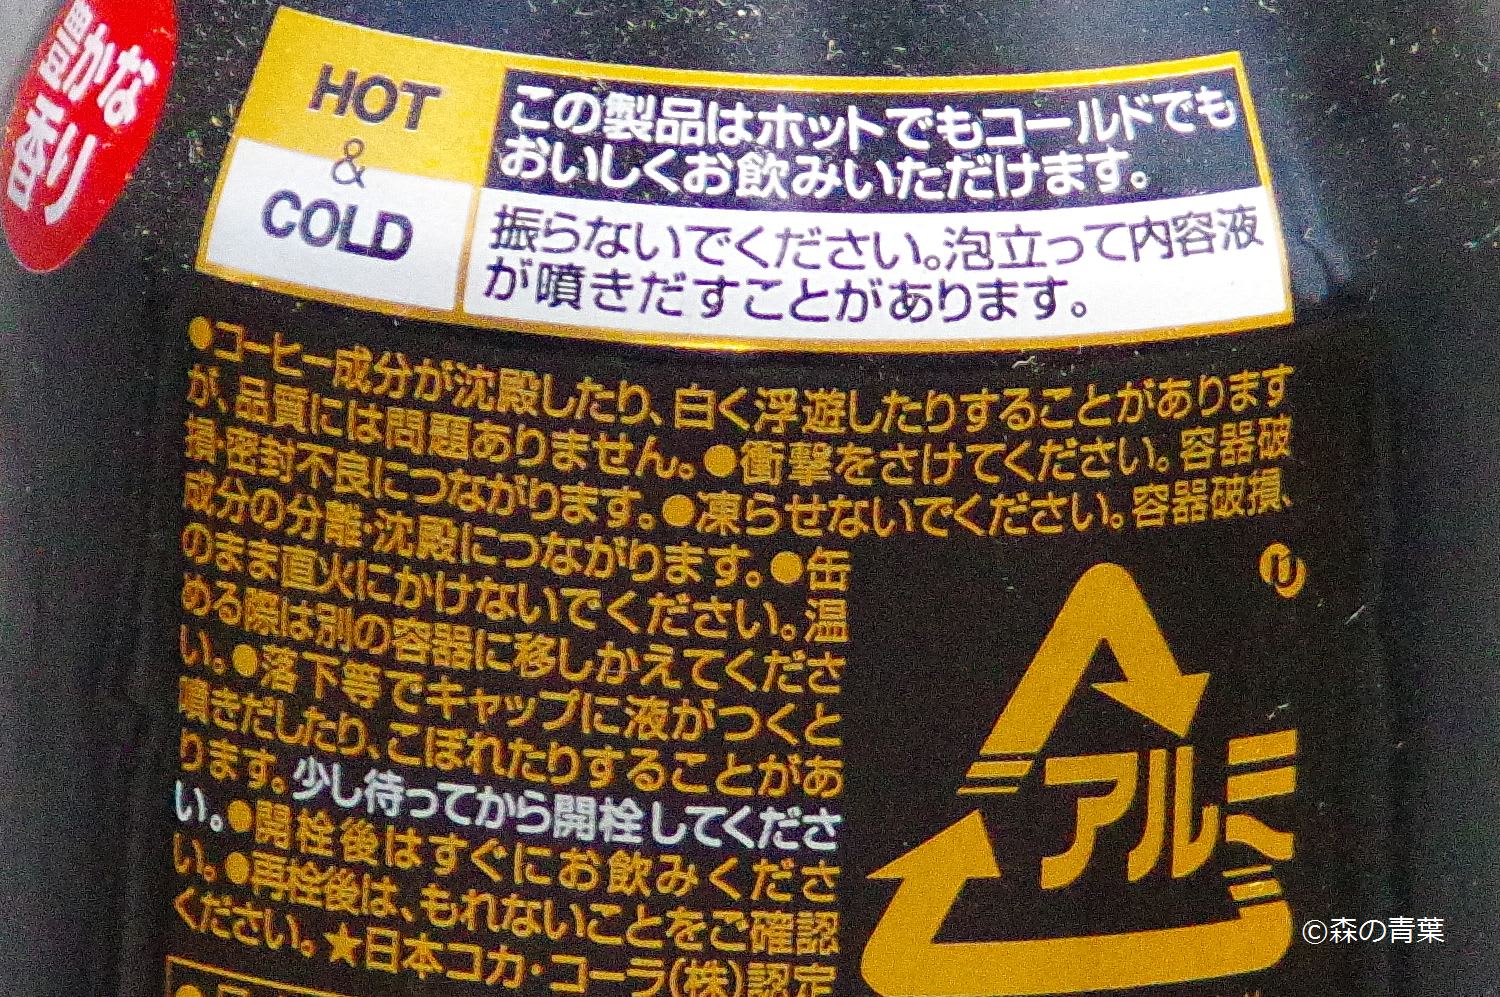 豊かな
香り
HOT
&
COLD
この製品はホットでもコールドでも
おいしくお飲みいただけます。
振らないでください。泡立って内容液
が噴きだすことがあります。
●コーヒー成分が沈殿したり、白く浮遊したりすることがあります
が、品質には問題ありません。●衝撃をさけてください。容器破
損・密封不良につながります。●凍らせないでください。容器破損、
成分の分離・沈殿につながります。●缶
のまま直火にかけないでください。温
める際は別の容器に移しかえてくださ
い。●落下等でキャップに液がつくと
噴きだしたり、こぼれたりすることがあ
ります。少し待ってから開栓してくださ
い。●開栓後はすぐにお飲みくださ
い。●再栓後は、もれないことをご確認
ください。★日本コカ・コーラ(株)認定
アルミ
©森の青葉